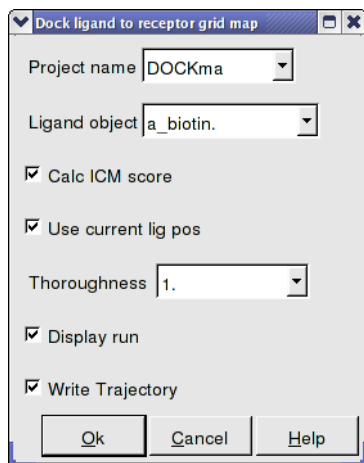 Dock ligand to receptor grid map
Project name DOCKma
Ligand object a_biotin.
Calc ICM score
Use current lig pos
Thoroughness 1.
Display run
Write Trajectory
Ok Cancel Help